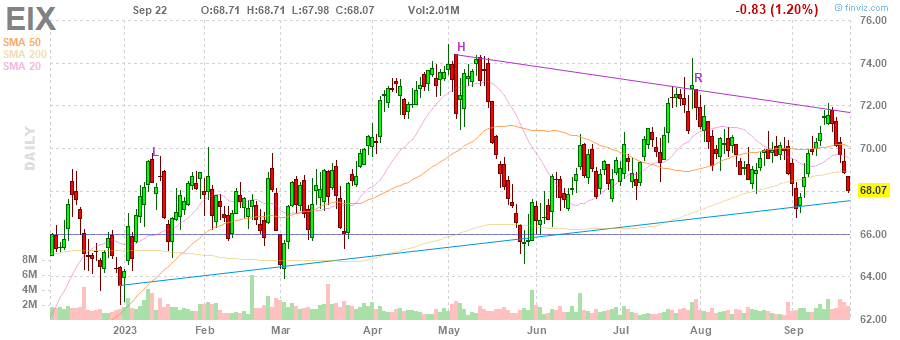 EIX Sep 22 O:68.71 H:68.71 L:67.98 C:68.07 Vol:2.01M -0.83 (1.20%) © finviz.com
SMA 50
SMA 200
SMA 20
DAILY
H
R
L
76.00
74.00
72.00
70.00
68.07
66.00
64.00
62.00
8M
6M
4M
2M
2023 Feb Mar Apr May Jun Jul Aug Sep